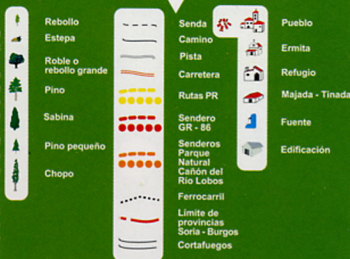 Rebollo
Estepa
Roble o
rebollo grande
Pino
Sabina
Pino pequeño
Chopo
Senda
Camino
Pista
Carretera
Rutas PR
Sendero
GR - 86
Senderos
Parque
Natural
Cañón del
Río Lobos
Ferrocarril
Límite de
provincias
Soria - Burgos
Cortafuegos
Pueblo
Ermita
Refugio
Majada - Tinada
Fuente
Edificación